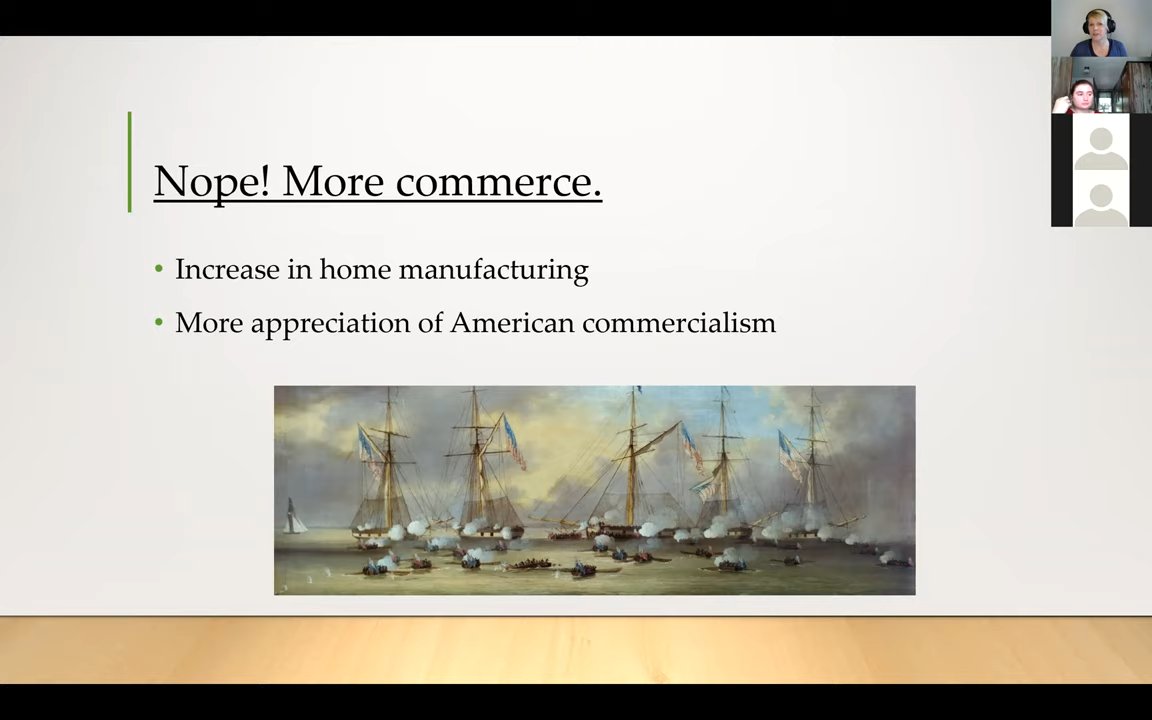 Nope! More commerce.
• Increase in home manufacturing
• More appreciation of American commercialism